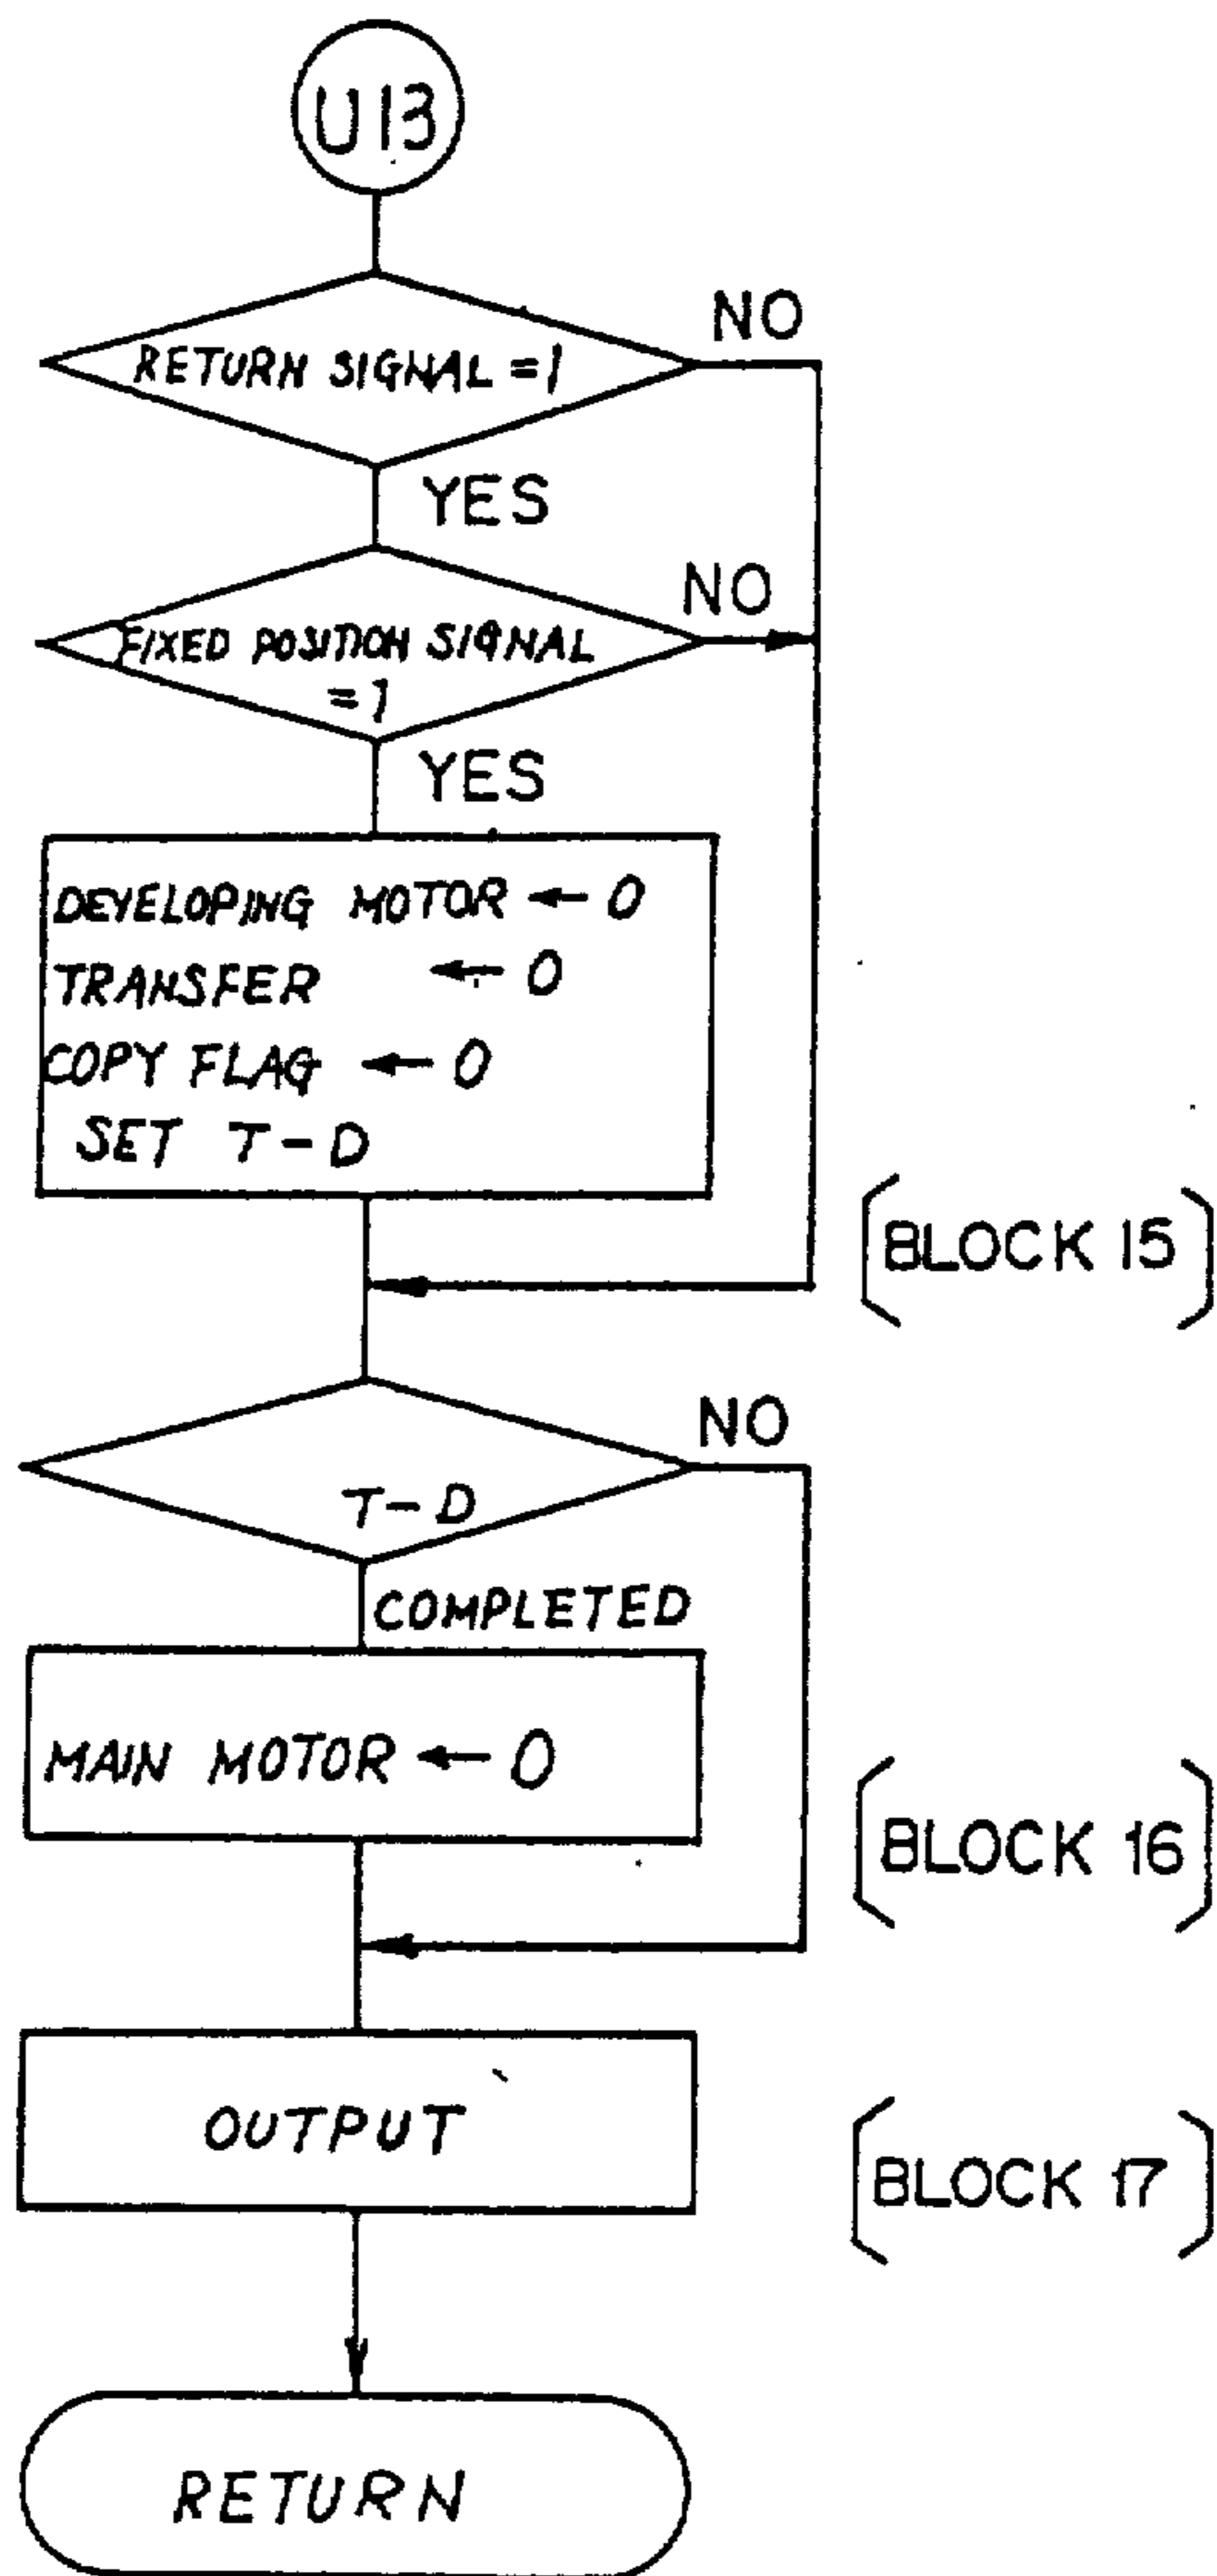 U13
NO
RETURN SIGNAL = 1
YES
NO
FIXED POSITION SIGNAL
= 1
YES
DEVELOPING MOTOR ← 0
TRANSFER ← 0
COPY FLAG ← 0
SET T-D
[BLOCK 15]
NO
T-D
COMPLETED
MAIN MOTOR ← 0
[BLOCK 16]
OUTPUT
[BLOCK 17]
RETURN